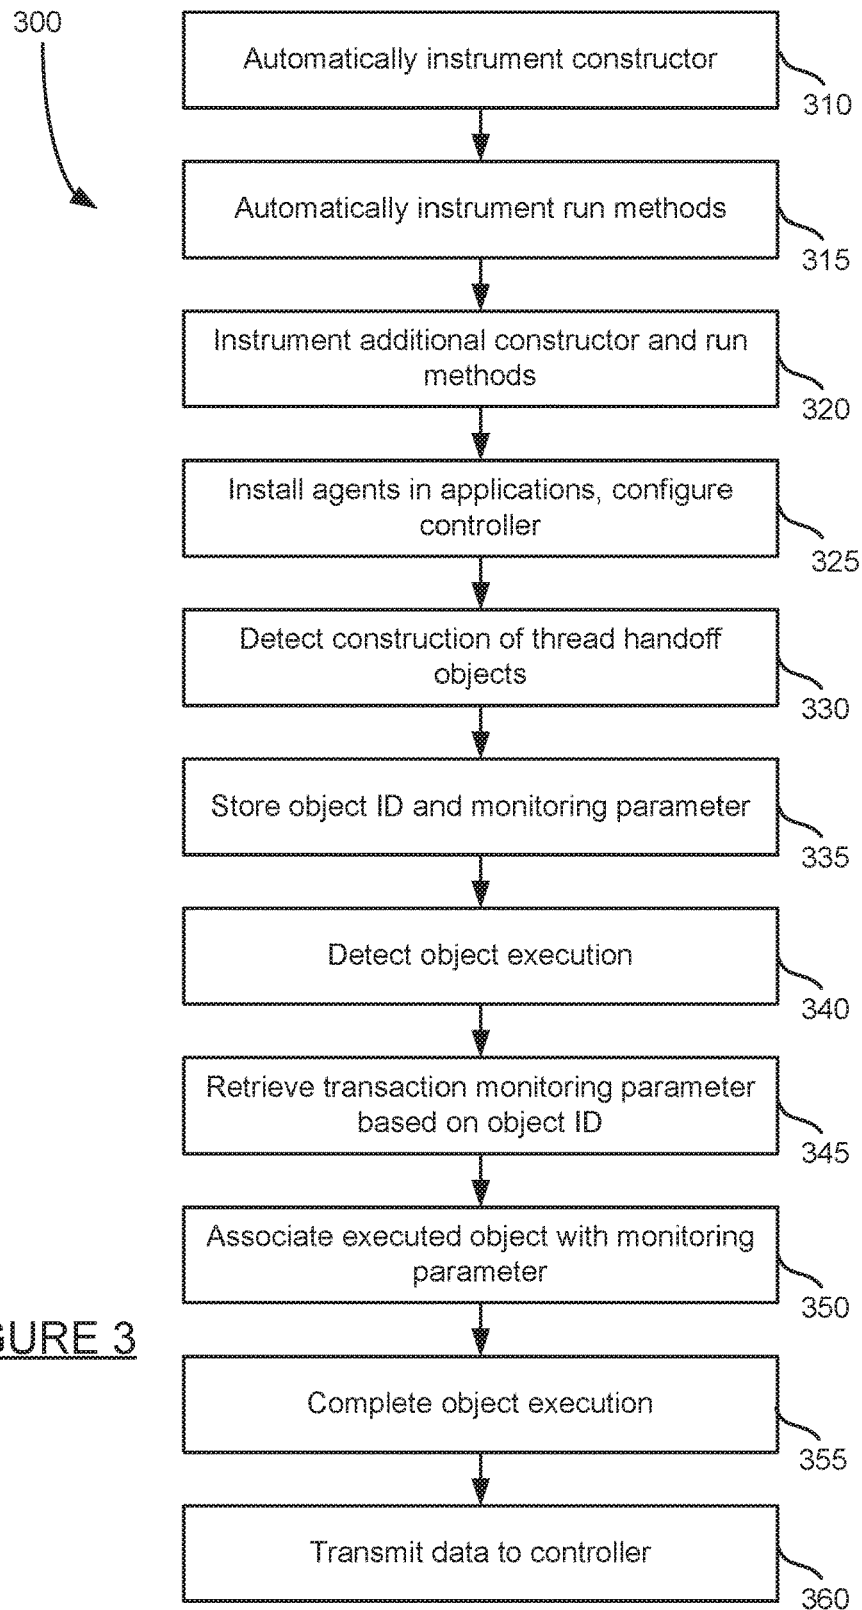 300
Automatically instrument constructor
310
Automatically instrument run methods
315
Instrument additional constructor and run
methods
320
Install agents in applications, configure
controller
325
Detect construction of thread handoff
objects
330
Store object ID and monitoring parameter
335
Detect object execution
340
Retrieve transaction monitoring parameter
based on object ID
345
Associate executed object with monitoring
parameter
350
GURE 3
Complete object execution
355
Transmit data to controller
360